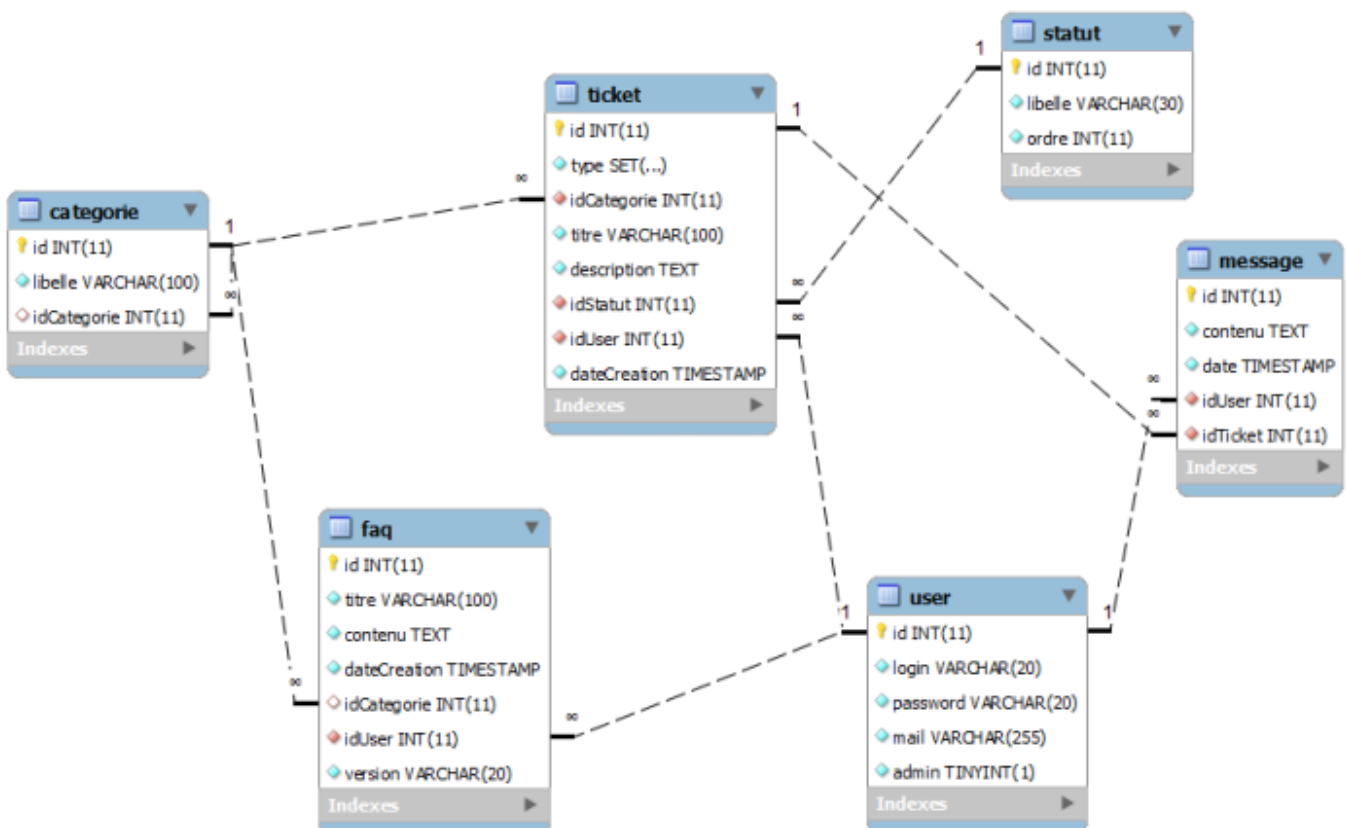 statut
id INT(11)
libelle VARCHAR(30)
ordre INT(11)
Indexes
1
ticket
id INT(11)
type SET(...)
idCategorie INT(11)
titre VARCHAR(100)
description TEXT
idStatut INT(11)
idUser INT(11)
dateCreation TIMESTAMP
Indexes
1
∞
∞
∞
categorie
id INT(11)
libelle VARCHAR(100)
idCategorie INT(11)
Indexes
1
∞
message
id INT(11)
contenu TEXT
date TIMESTAMP
idUser INT(11)
idTicket INT(11)
Indexes
∞
∞
faq
id INT(11)
titre VARCHAR(100)
contenu TEXT
dateCreation TIMESTAMP
idCategorie INT(11)
idUser INT(11)
version VARCHAR(20)
Indexes
∞
∞
user
id INT(11)
login VARCHAR(20)
password VARCHAR(20)
mail VARCHAR(255)
admin TINYINT(1)
Indexes
1
1